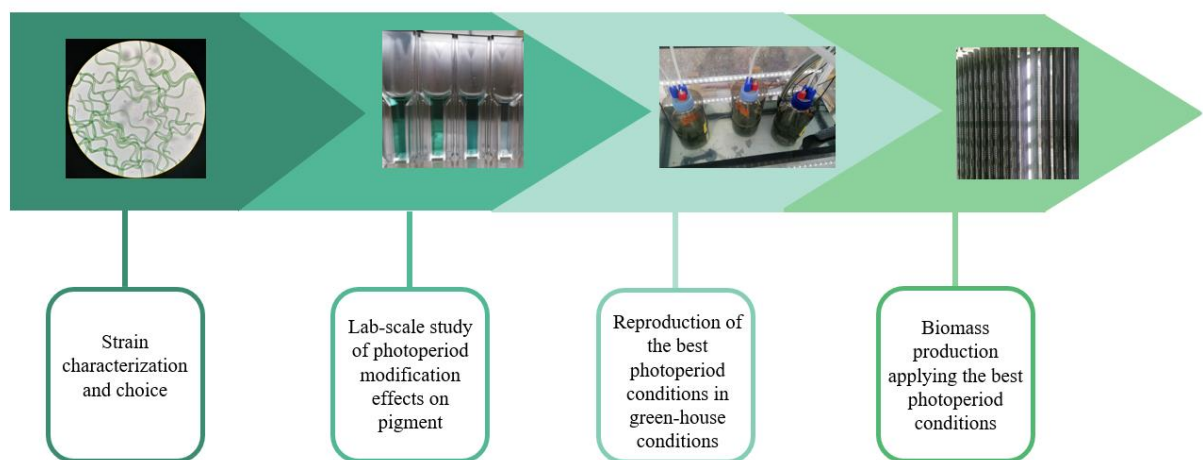 Strain
characterization
and choice
Lab-scale study
of photoperiod
modification
effects on
pigment
Reproduction of
the best
photoperiod
conditions in
green-house
conditions
Biomass
production
applying the best
photoperiod
conditions